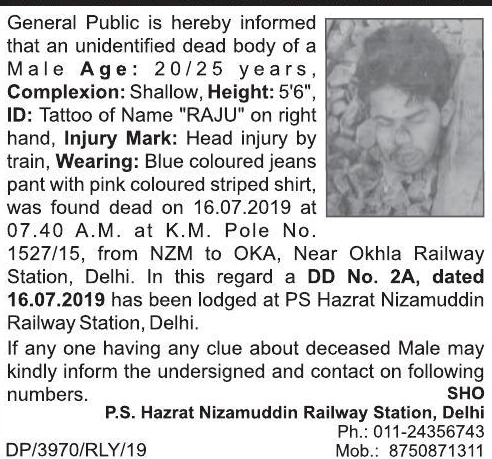 General Public is hereby informed
that an unidentified dead body of a
Male Age: 20/25 years,
Complexion: Shallow, Height: 5'6",
ID: Tattoo of Name "RAJU" on right
hand, Injury Mark: Head injury by
train, Wearing: Blue coloured jeans
pant with pink coloured striped shirt,
was found dead on 16.07.2019 at
07.40 A.M. at K.M. Pole No.
1527/15, from NZM to OKA, Near Okhla Railway
Station, Delhi. In this regard a DD No. 2A, dated
16.07.2019 has been lodged at PS Hazrat Nizamuddin
Railway Station, Delhi.
If any one having any clue about deceased Male may
kindly inform the undersigned and contact on following
numbers. SHO
P.S. Hazrat Nizamuddin Railway Station, Delhi
Ph.: 011-24356743
DP/3970/RLY/19 Mob.: 8750871311